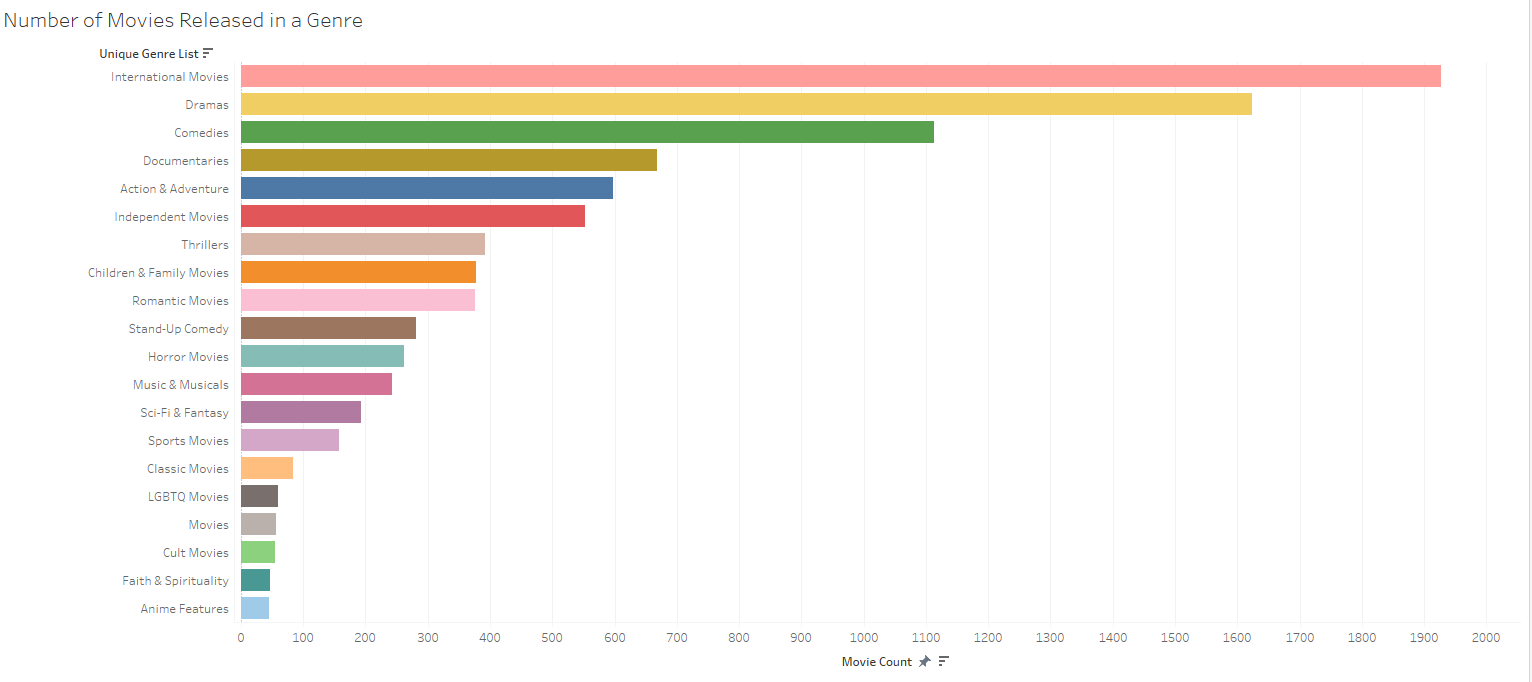 Number of Movies Released in a Genre
Unique Genre List
International Movies
Dramas
Comedies
Documentaries
Action & Adventure
Independent Movies
Thrillers
Children & Family Movies
Romantic Movies
Stand-Up Comedy
Horror Movies
Music & Musicals
Sci-Fi & Fantasy
Sports Movies
Classic Movies
LGBTQ Movies
Movies
Cult Movies
Faith & Spirituality
Anime Features
0 100 200 300 400 500 600 700 800 900 1000 1100 1200 1300 1400 1500 1600 1700 1800 1900 2000
Movie Count